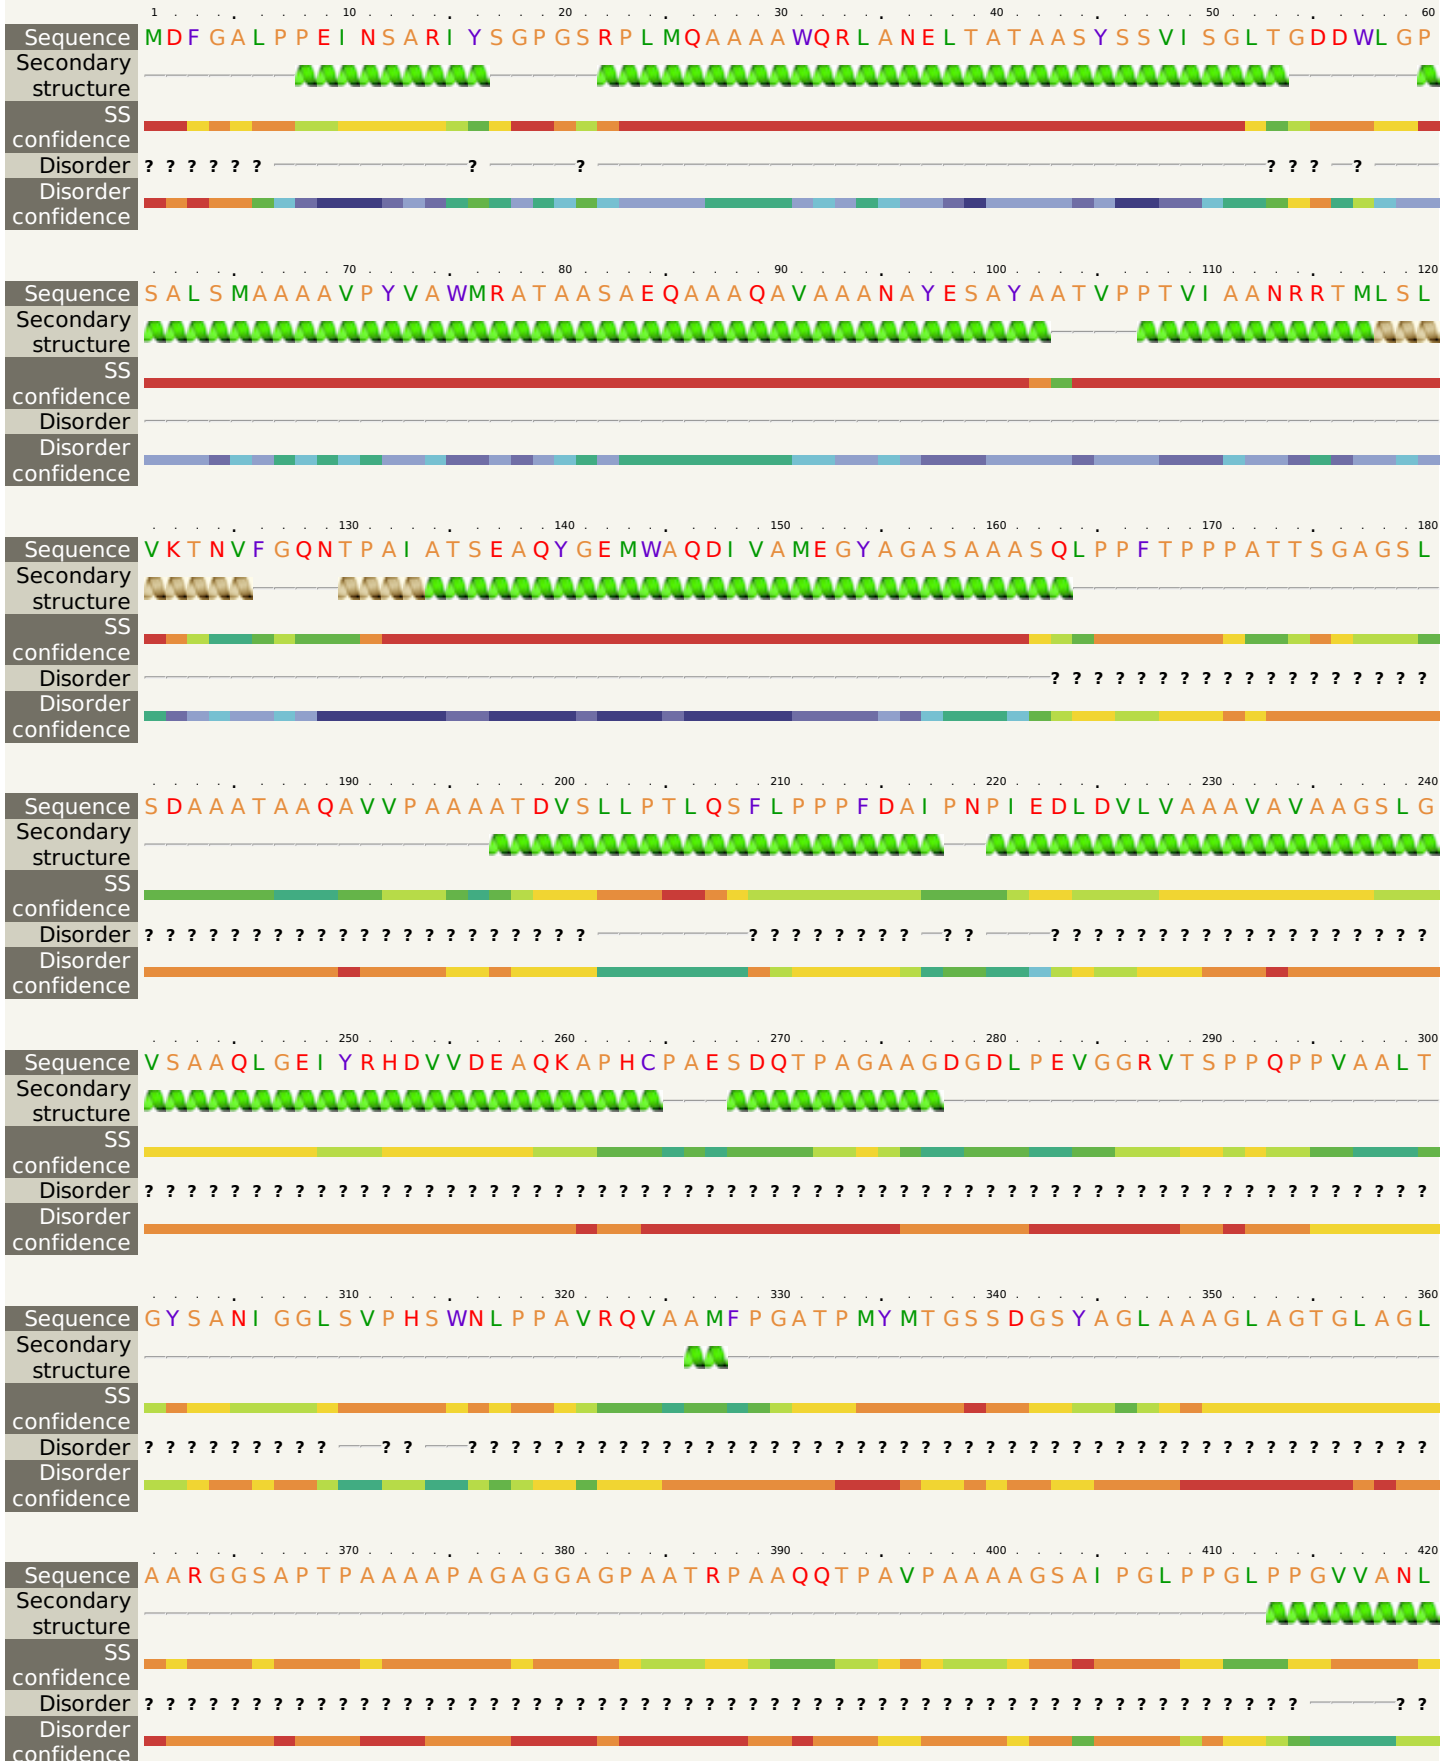 1 10 20 30 40 50 60
Sequence MDFGALPPEINSARIYSGPGSRPLMQAAAAWQRLANELTATAASYSSVISGLTGDDWLGP
Secondary
structure
SS
confidence
Disorder ? ? ? ? ? ? ? ? ? ? ? ?
Disorder
confidence
70 80 90 100 110 120
Sequence SALSMAAAAVPYVAWMRATAASAEQAAAQAVAAANAYESAYAATVPPTVIAANRRTMLSL
Secondary
structure
SS
confidence
Disorder
Disorder
confidence
130 140 150 160 170 180
Sequence VKTNVFGQNTPAIATSEAQYGEMWAQDIVAMEGYAGASAAASQLPPFTPPPATTSGAGSL
Secondary
structure
SS
confidence
Disorder ? ? ? ? ? ? ? ? ? ? ? ? ? ? ? ? ? ?
Disorder
confidence
190 200 210 220 230 240
Sequence SDAAATAAQAVVPAAAATDVSLLPTLQSFLPPPFDAIPNPIEDLDVLVAAAVAVAAGSLG
Secondary
structure
SS
confidence
Disorder ? ? ? ? ? ? ? ? ? ? ? ? ? ? ? ? ? ? ? ? ? ? ? ? ? ? ? ? ? ? ? ? ? ? ? ? ? ? ? ? ? ? ? ? ? ? ? ? ?
Disorder
confidence
250 260 270 280 290 300
Sequence VSAAQLGEIYRHDVVDEAQKAPHCPAESDQTPAGAAGDGDLPEVGGRVTSPPQPPVAALT
Secondary
structure
SS
confidence
Disorder ? ? ? ? ? ? ? ? ? ? ? ? ? ? ? ? ? ? ? ? ? ? ? ? ? ? ? ? ? ? ? ? ? ? ? ? ? ? ? ? ? ? ? ? ? ? ? ? ? ? ? ? ? ? ? ? ? ? ? ?
Disorder
confidence
310 320 330 340 350 360
Sequence GYSANIGGLSVPHSWNLPPAVRQVAAMFPGATPMYMTGSSDGSYAGLAAAGLAGTGLAGL
Secondary
structure
SS
confidence
Disorder ? ? ? ? ? ? ? ? ? ? ? ? ? ? ? ? ? ? ? ? ? ? ? ? ? ? ? ? ? ? ? ? ? ? ? ? ? ? ? ? ? ? ? ? ? ? ? ? ? ? ? ? ? ? ? ?
Disorder
confidence
370 380 390 400 410 420
Sequence AARGGSAPTPAAAAPAGAGGAGPAATRPAAQQTPAVPAAAAGSAIPGLPPGLPPGVVANL
Secondary
structure
SS
confidence
Disorder ? ? ? ? ? ? ? ? ? ? ? ? ? ? ? ? ? ? ? ? ? ? ? ? ? ? ? ? ? ? ? ? ? ? ? ? ? ? ? ? ? ? ? ? ? ? ? ? ? ? ? ? ? ? ? ?
Disorder
confidence